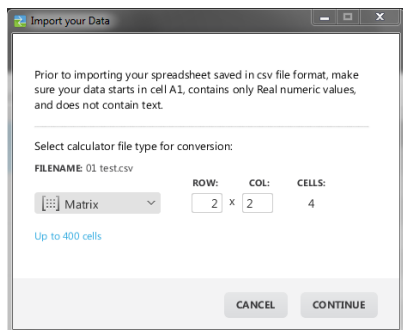 Import your Data
Prior to importing your spreadsheet saved in csv file format, make
sure your data starts in cell A1, contains only Real numeric values,
and does not contain text.
Select calculator file type for conversion:
FILENAME: 01 test.csv
ROW: COL: CELLS:
Matrix 2 x 2 4
Up to 400 cells
CANCEL CONTINUE